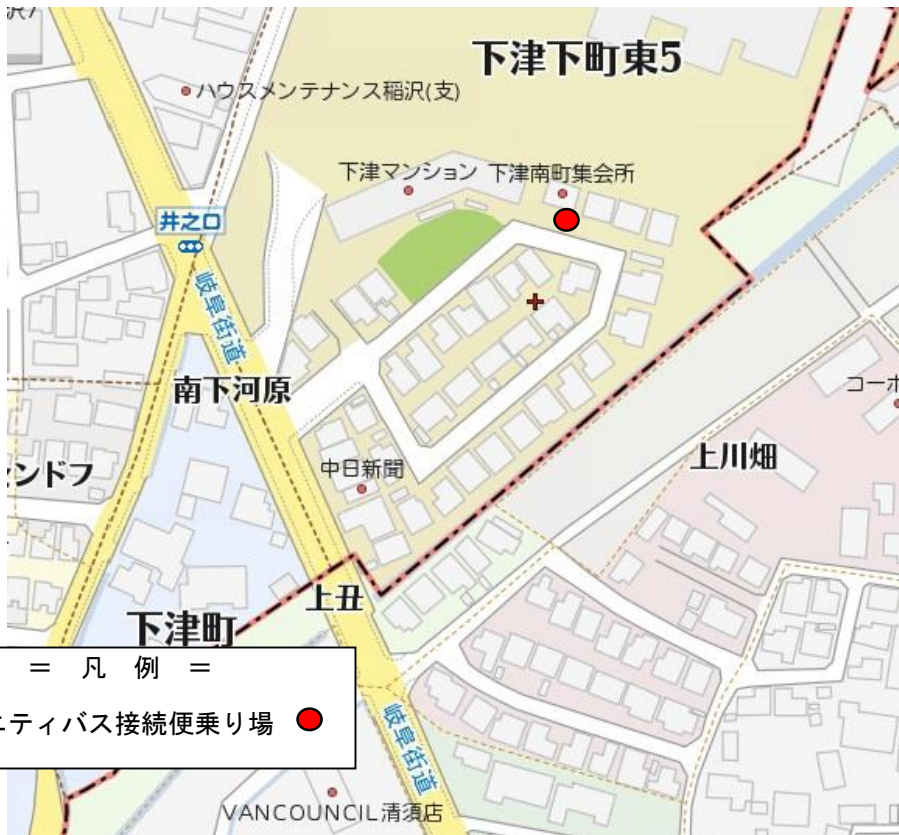 下津下町東5
ハウスメンテナンス稲沢(支)
下津マンション
下津南町集会所
井之口
岐阜街道
南下河原
コーポ
上川畑
中日新聞
ンドフ
上丑
下津町
＝ 凡 例 ＝
ニティバス接続便乗り場
岐阜街道
VANCOUNCIL清須店